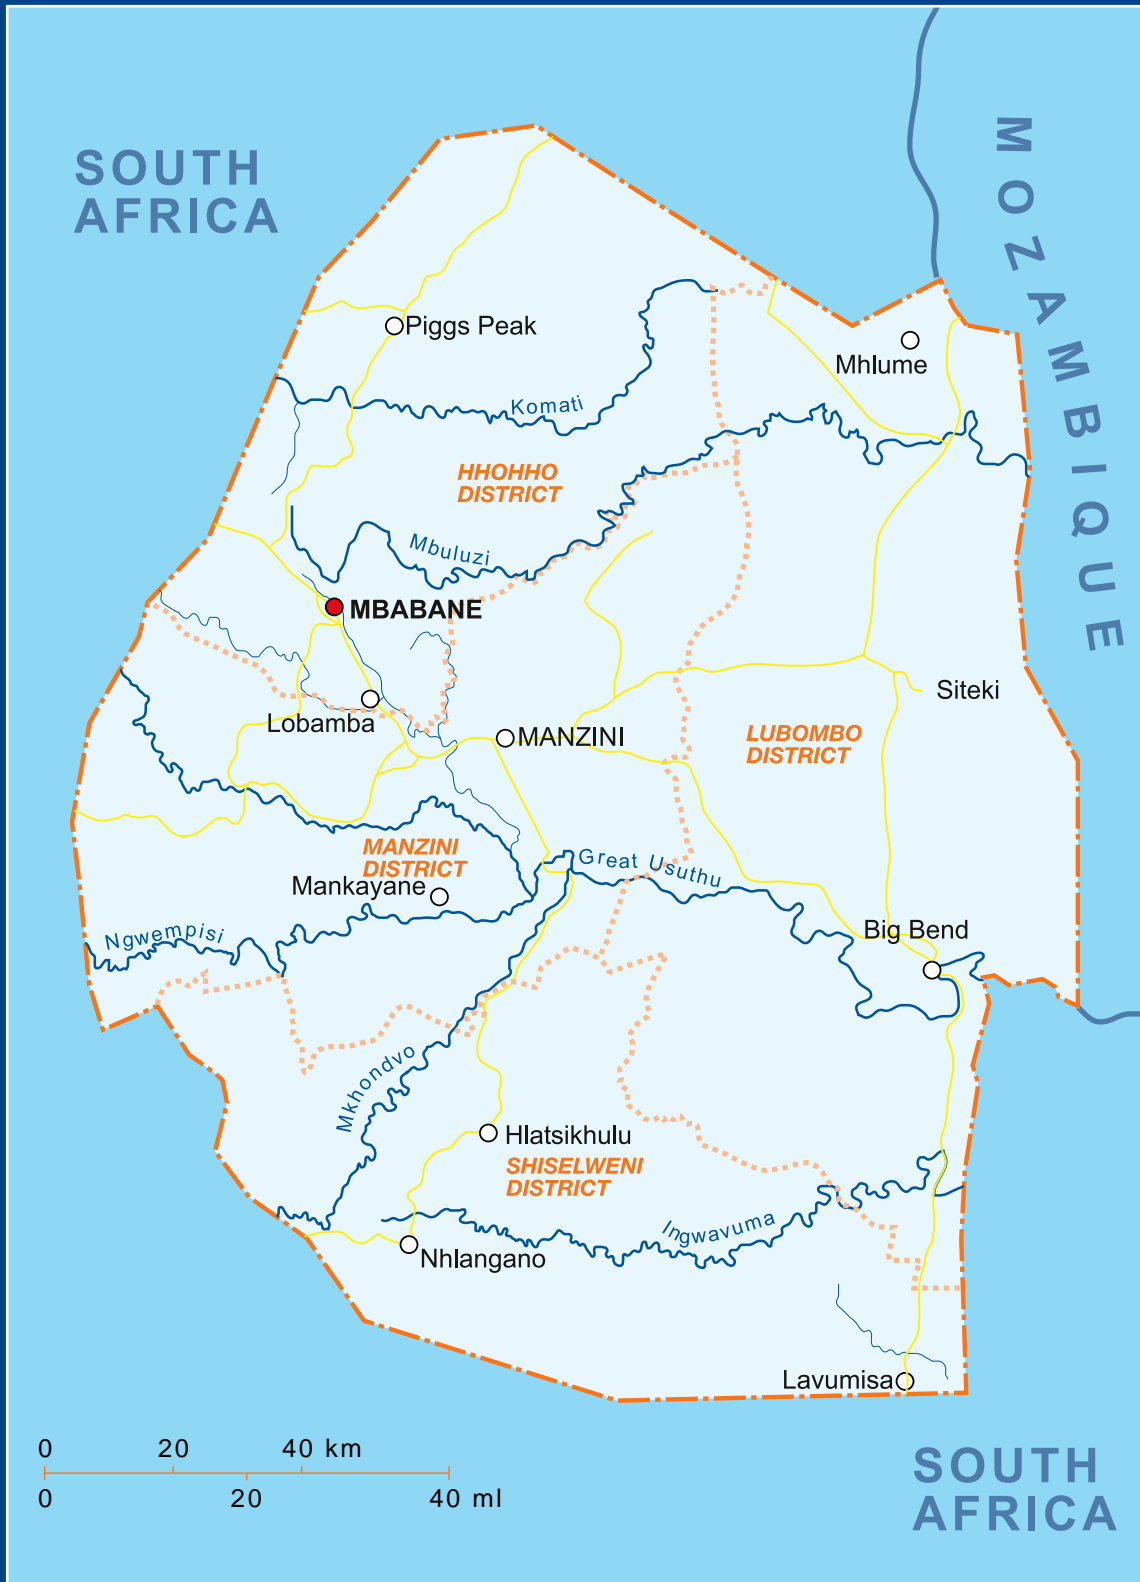 SOUTH
AFRICA
MOZAMBIQUE
Piggs Peak
Mhlume
Komati
HHOHHO
DISTRICT
Mbuluzi
MBABANE
Siteki
Lobamba
MANZINI
LUBOMBO
DISTRICT
MANZINI
DISTRICT
Great Usuthu
Mankayane
Ngwempisi
Big Bend
Mkhondvo
Hlatsikhulu
SHISELWENI
DISTRICT
Ingwavuma
Nhlangano
Lavumisa
0 20 40 km
0 20 40 ml
SOUTH
AFRICA